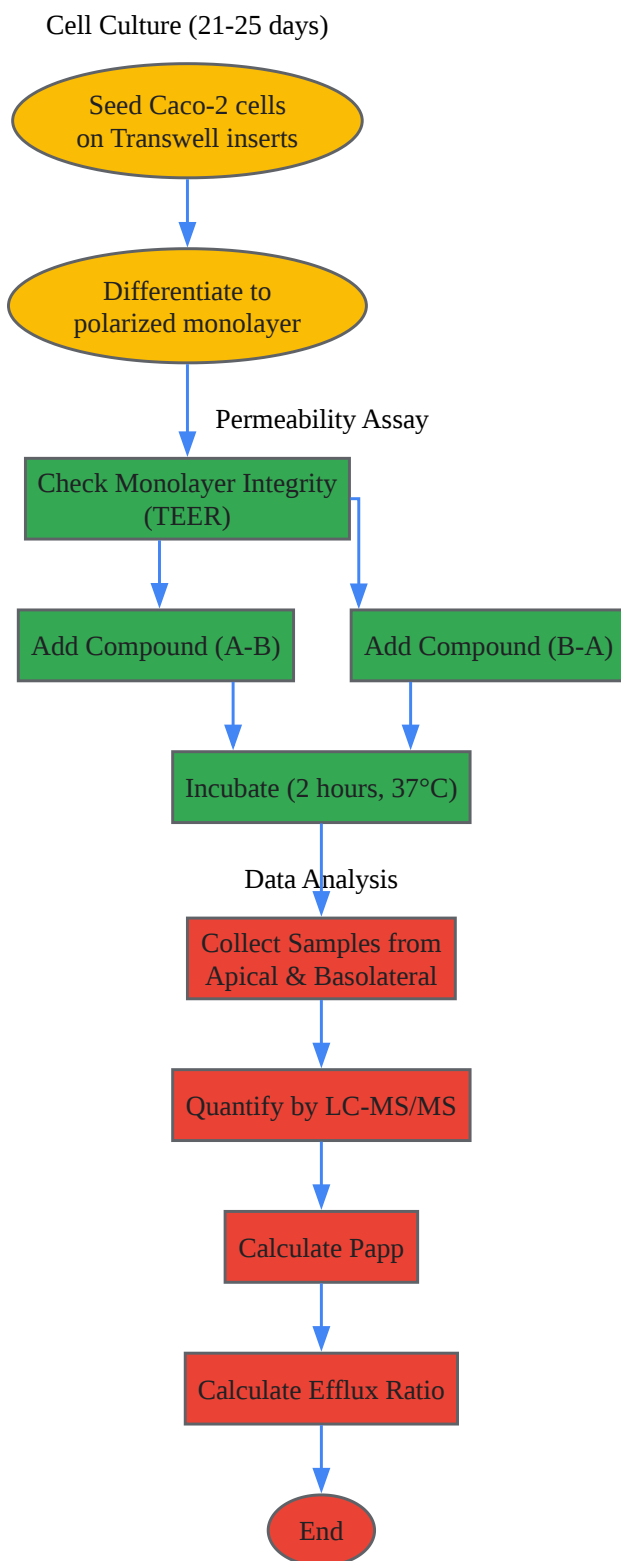 Cell Culture (21-25 days)
Seed Caco-2 cells
on Transwell inserts
Differentiate to
polarized monolayer
Permeability Assay
Check Monolayer Integrity
(TEER)
Add Compound (A-B)
Add Compound (B-A)
Incubate (2 hours, 37°C)
Data Analysis
Collect Samples from
Apical & Basolateral
Quantify by LC-MS/MS
Calculate Papp
Calculate Efflux Ratio
End